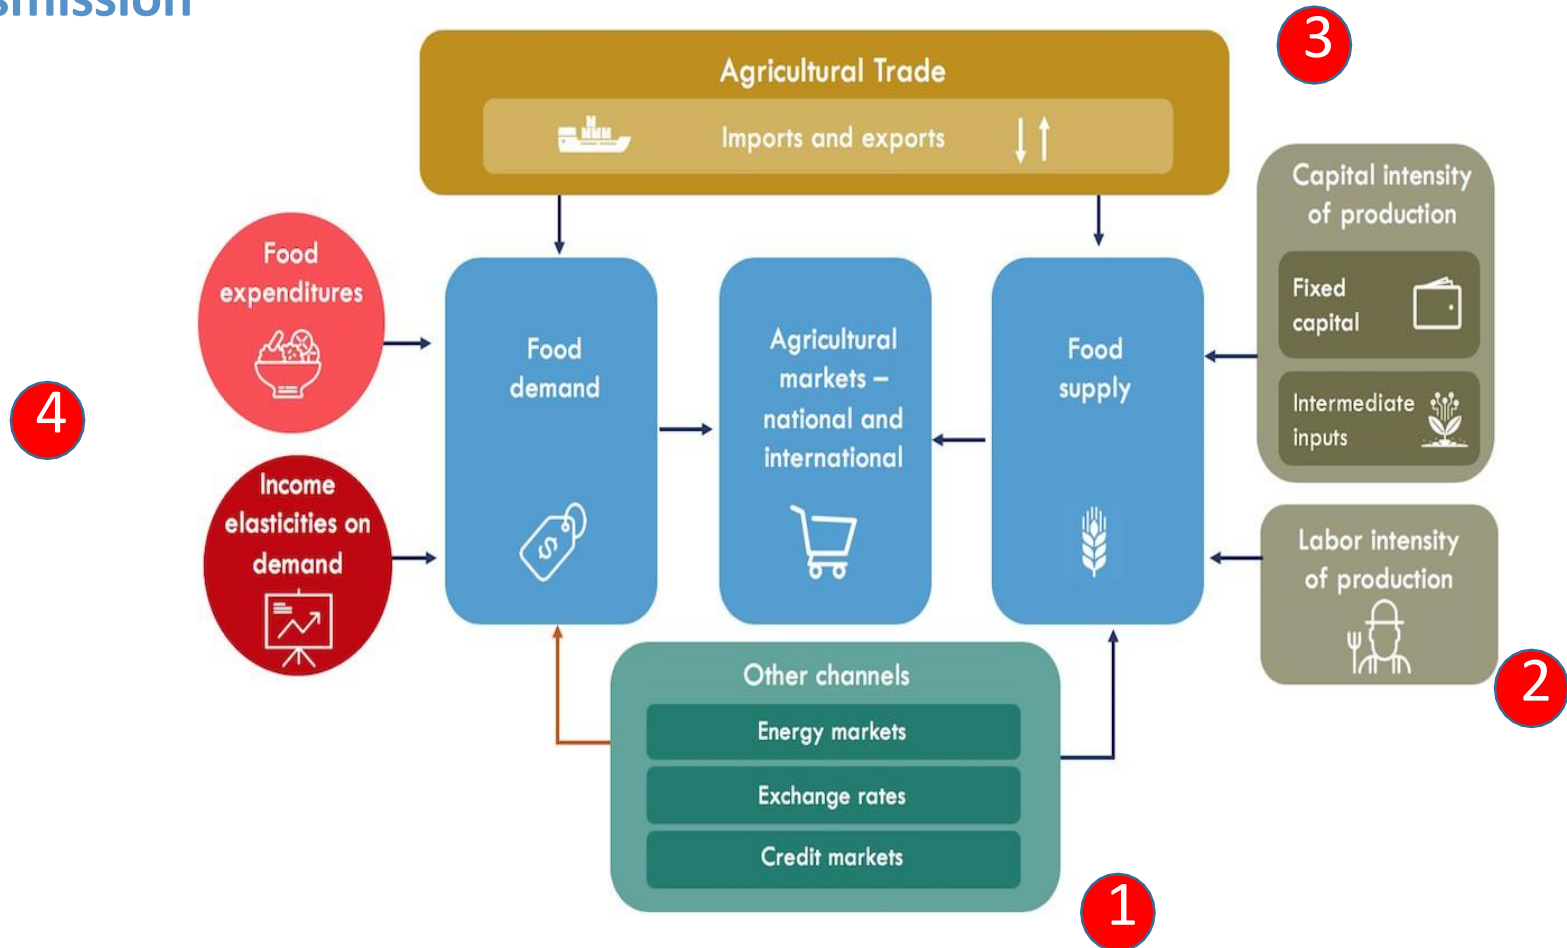 smission
3
Agricultural Trade
Imports and exports
Capital intensity
of production
Fixed
capital
Intermediate
inputs
Food
expenditures
Food
demand
Agricultural
markets –
national and
international
Food
supply
4
Income
elasticities on
demand
$
Labor intensity
of production
2
Other channels
Energy markets
Exchange rates
Credit markets
1